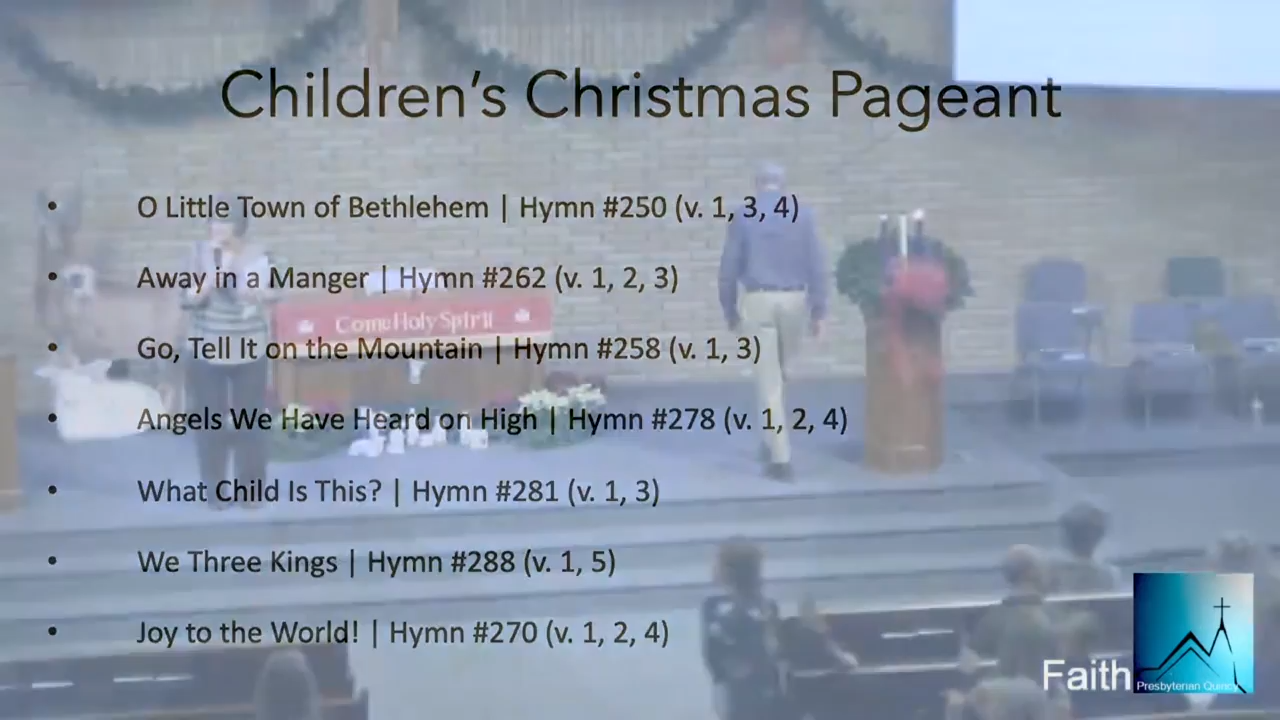 Children's Christmas Pageant
• O Little Town of Bethlehem | Hymn #250 (v. 1, 3, 4)
• Away in a Manger | Hymn #262 (v. 1, 2, 3)
Come Holy Spirit
• Go, Tell It on the Mountain | Hymn #258 (v. 1, 3)
• Angels We Have Heard on High | Hymn #278 (v. 1, 2, 4)
• What Child Is This? | Hymn #281 (v. 1, 3)
• We Three Kings | Hymn #288 (v. 1, 5)
• Joy to the World! | Hymn #270 (v. 1, 2, 4)
Faith
Presbyterian Quincy